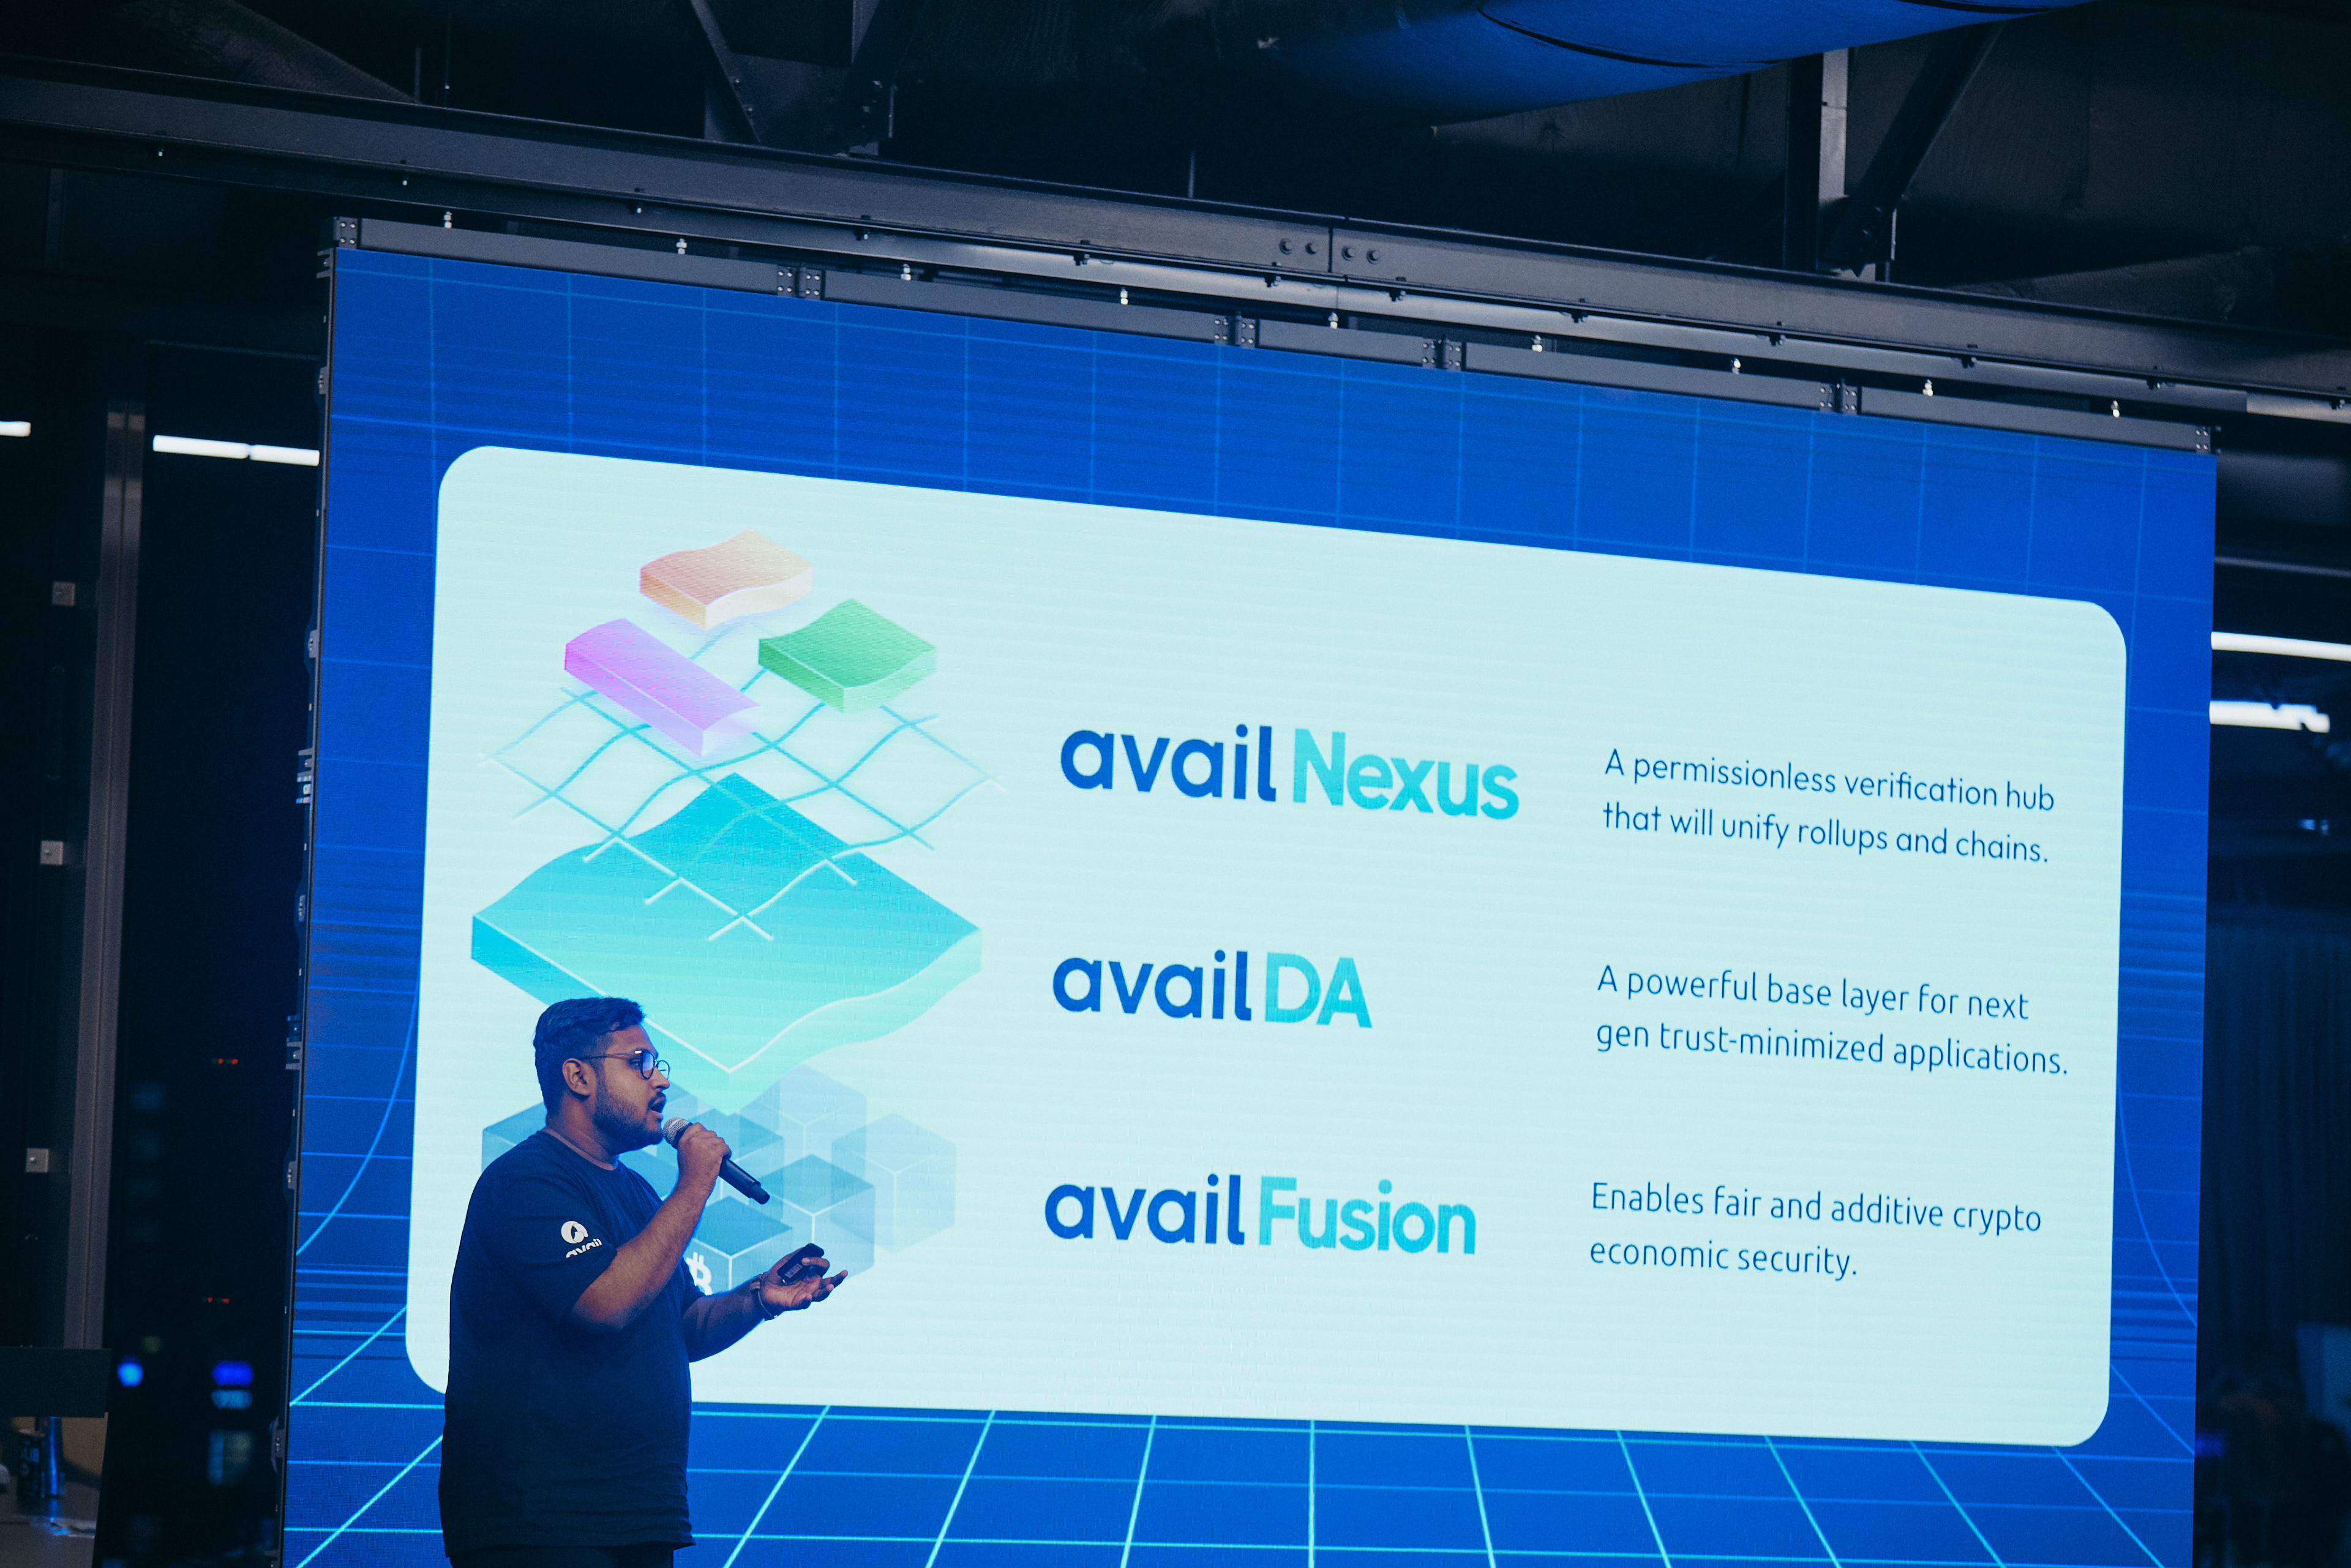 avail Nexus
A permissionless verification hub
that will unify rollups and chains.
avail DA
A powerful base layer for next
gen trust-minimized applications.
avail Fusion
Enables fair and additive crypto
economic security.
avail